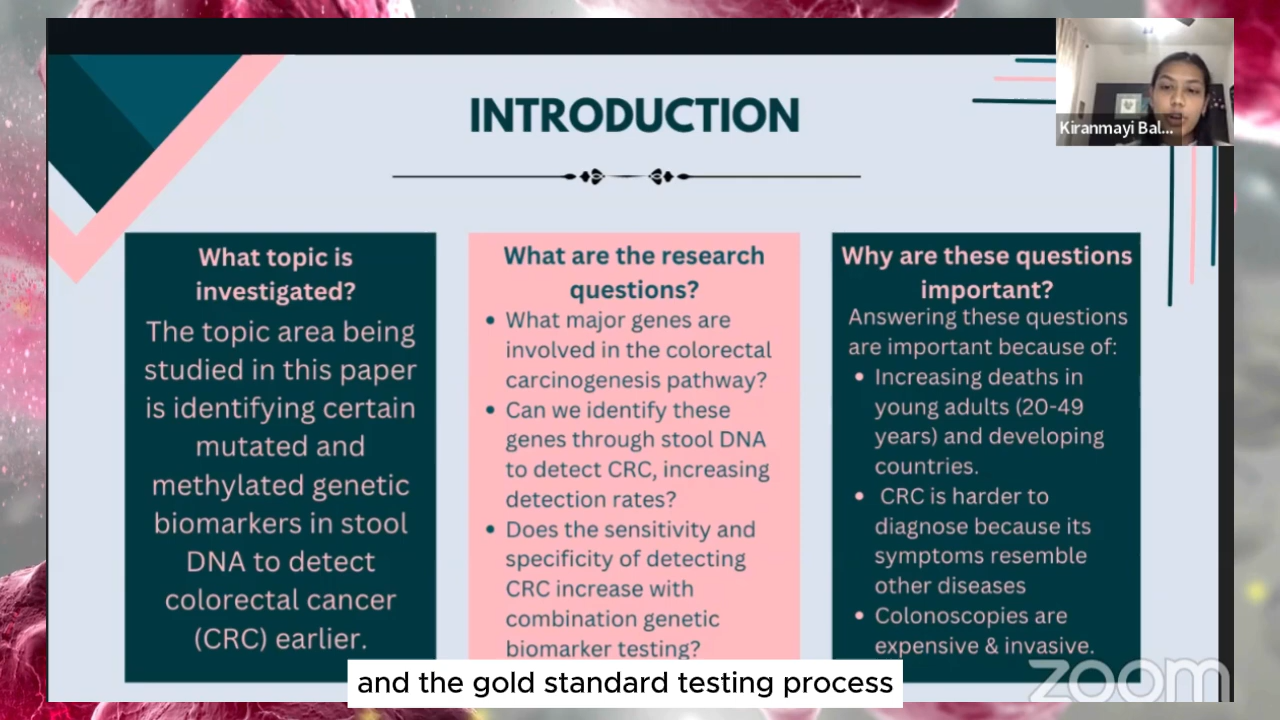 INTRODUCTION
Kiranmayi Bal...
What topic is
investigated?
The topic area being
studied in this paper
is identifying certain
mutated and
methylated genetic
biomarkers in stool
DNA to detect
colorectal cancer
(CRC) earlier.
What are the research
questions?
• What major genes are
involved in the colorectal
carcinogenesis pathway?
• Can we identify these
genes through stool DNA
to detect CRC, increasing
detection rates?
• Does the sensitivity and
specificity of detecting
CRC increase with
combination genetic
biomarker testing?
Why are these questions
important?
Answering these questions
are important because of:
• Increasing deaths in
young adults (20-49
years) and developing
countries.
• CRC is harder to
diagnose because its
symptoms resemble
other diseases
• Colonoscopies are
expensive & invasive.
and the gold standard testing process
zoom